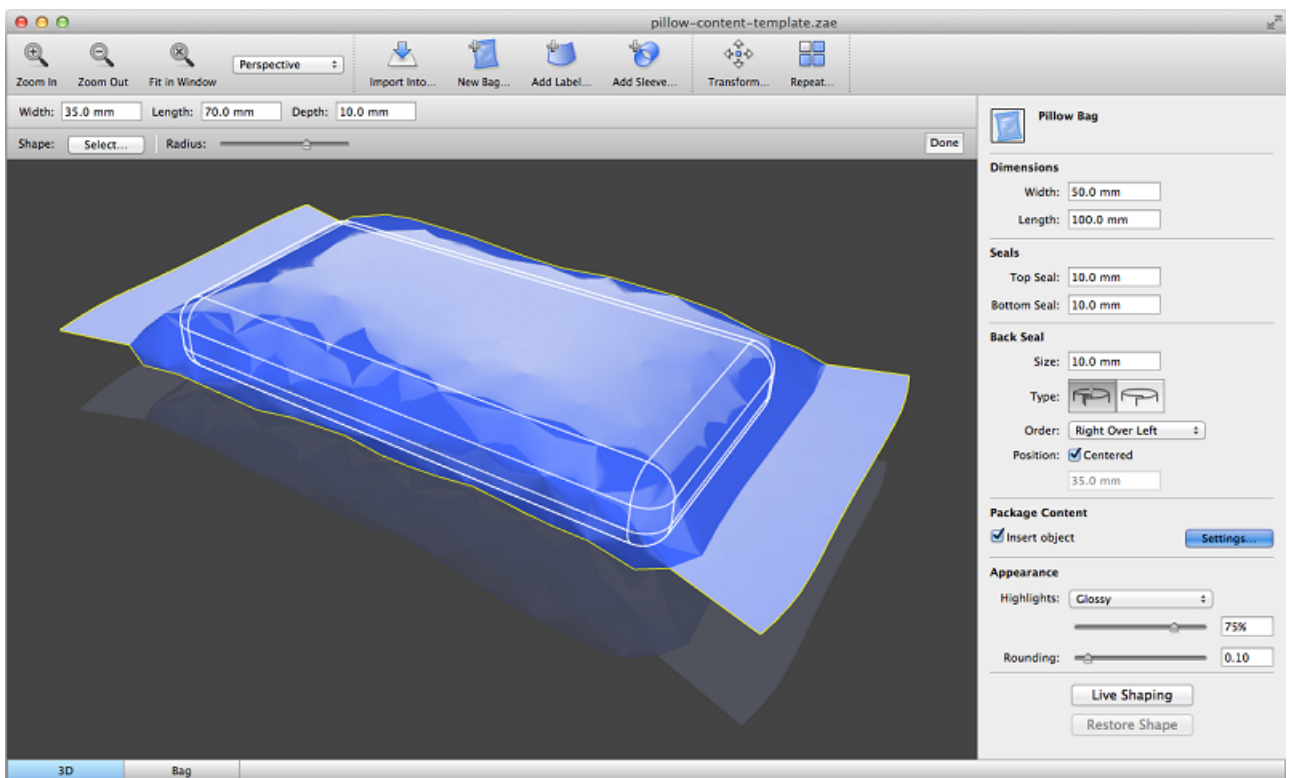 pillow-content-template.zae
Perspective
Zoom In Zoom Out Fit in Window Import Into... New Bag... Add Label... Add Sleeve... Transform... Repeat...
Width: 35.0 mm Length: 70.0 mm Depth: 10.0 mm
Shape: Select... Radius: Done
Pillow Bag
Dimensions
Width: 50.0 mm
Length: 100.0 mm
Seals
Top Seal: 10.0 mm
Bottom Seal: 10.0 mm
Back Seal
Size: 10.0 mm
Type:
Order: Right Over Left
Position: Centered
35.0 mm
Package Content
Insert object Settings...
Appearance
Highlights: Glossy
75%
Rounding: 0.10
Live Shaping
Restore Shape
3D Bag